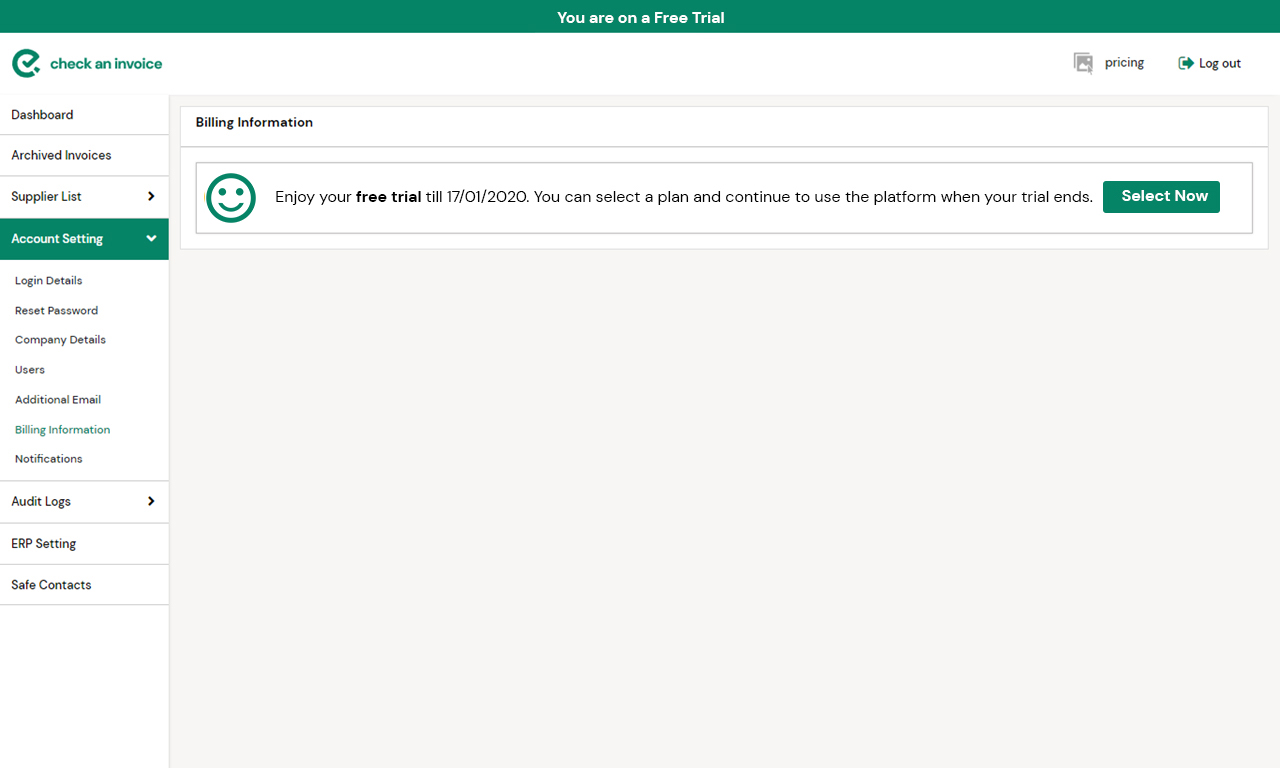 You are on a Free Trial
check an invoice
pricing
Log out
Dashboard
Archived Invoices
Supplier List
Account Setting
Login Details
Reset Password
Company Details
Users
Additional Email
Billing Information
Notifications
Audit Logs
ERP Setting
Safe Contacts
Billing Information
Enjoy your free trial till 17/01/2020. You can select a plan and continue to use the platform when your trial ends.
Select Now